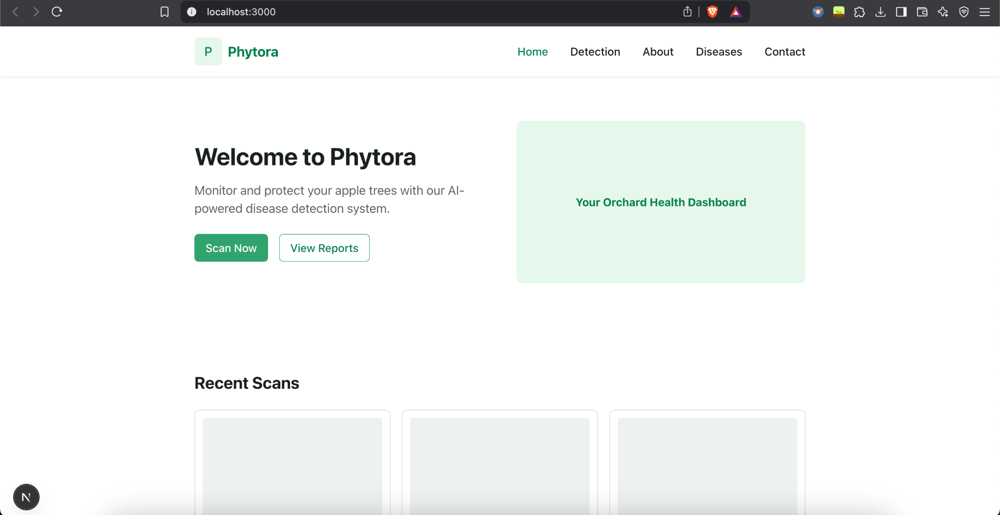 localhost:3000
P Phytora
Home Detection About Diseases Contact
Welcome to Phytora
Monitor and protect your apple trees with our AI-
powered disease detection system.
Scan Now View Reports
Your Orchard Health Dashboard
Recent Scans
N